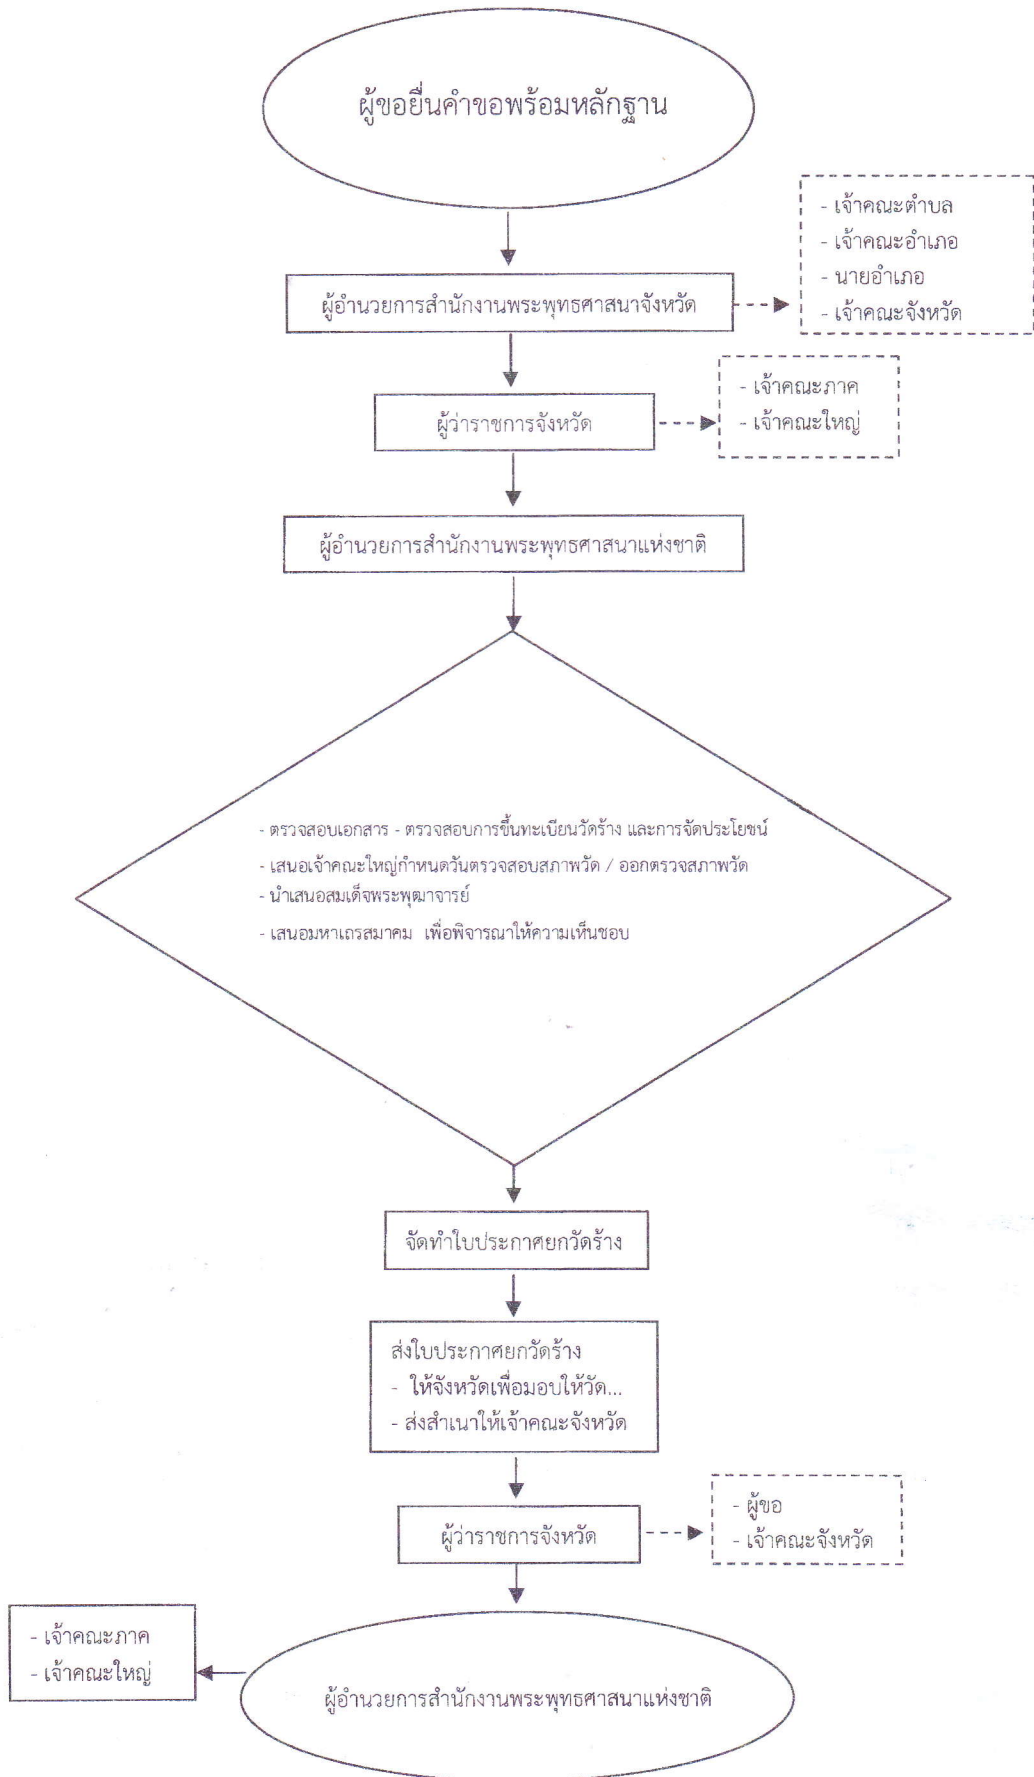 ผู้ขอยื่นคำขอพร้อมหลักฐาน
- เจ้าคณะตำบล
- เจ้าคณะอำเภอ
- นายอำเภอ
- เจ้าคณะจังหวัด
ผู้อำนวยการสำนักงานพระพุทธศาสนาจังหวัด
- เจ้าคณะภาค
- เจ้าคณะใหญ่
ผู้ว่าราชการจังหวัด
ผู้อำนวยการสำนักงานพระพุทธศาสนาแห่งชาติ
- ตรวจสอบเอกสาร - ตรวจสอบการขึ้นทะเบียนวัดร้าง และการจัดประโยชน์
- เสนอเจ้าคณะใหญ่กำหนดวันตรวจสอบสภาพวัด / ออกตรวจสภาพวัด
- นำเสนอสมเด็จพระพุฒาจารย์
- เสนอมหาเถรสมาคม เพื่อพิจารณาให้ความเห็นชอบ
จัดทำใบประกาศยกวัดร้าง
ส่งใบประกาศยกวัดร้าง
- ให้จังหวัดเพื่อมอบให้วัด...
- ส่งสำเนาให้เจ้าคณะจังหวัด
ผู้ว่าราชการจังหวัด
- ผู้ขอ
- เจ้าคณะจังหวัด
- เจ้าคณะภาค
- เจ้าคณะใหญ่
ผู้อำนวยการสำนักงานพระพุทธศาสนาแห่งชาติ